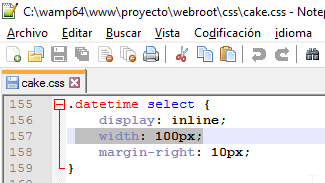 C:\wamp64\www\proyecto\webroot\css\cake.css - Notep
Archivo Editar Buscar Vista Codificación idioma
cake.css
155 .datetime select {
156 display: inline;
157 width: 100px;
158 margin-right: 10px;
159 }